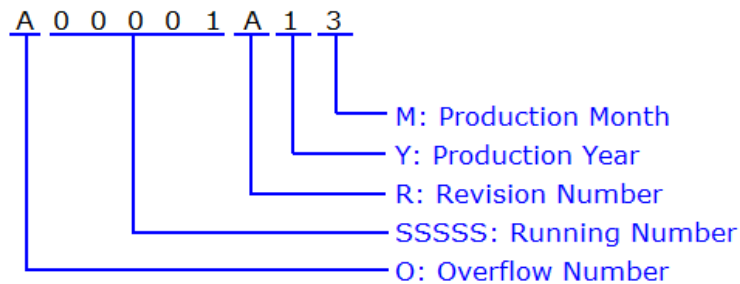 A 0 0 0 0 1 A 1 3
M: Production Month
Y: Production Year
R: Revision Number
SSSSS: Running Number
O: Overflow Number